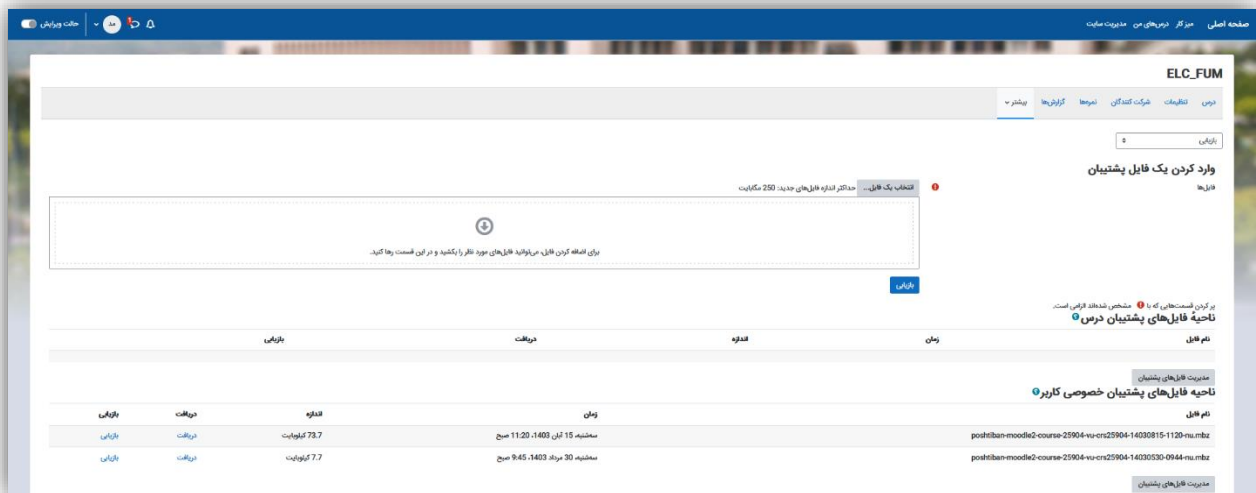 صفحه اصلی میز کار درس‌های من مدیریت سایت
حالت ویرایش مد 1
ELC_FUM
درس تنظیمات شرکت کنندگان نمره‌ها گزارش‌ها بیشتر
بازیابی
وارد کردن یک فایل پشتیبان
فایل‌ها
انتخاب یک فایل... حداکثر اندازه فایل‌های جدید: 250 مگابایت
برای اضافه کردن فایل، می‌توانید فایل‌های مورد نظر را بکشید و در این قسمت رها کنید.
بازیابی
پر کردن قسمت‌هایی که با مشخص شده‌اند الزامی است.
ناحیهٔ فایل‌های پشتیبان درس
نام فایل زمان اندازه دریافت بازیابی
مدیریت فایل‌های پشتیبان
ناحیه فایل‌های پشتیبان خصوصی کاربر
نام فایل زمان اندازه دریافت بازیابی
poshtiban-moodle2-course-25904-vu-crs25904-14030815-1120-nu.mbz سه‌شنبه، 15 آبان 1403، 11:20 صبح 73.7 کیلوبایت دریافت بازیابی
poshtiban-moodle2-course-25904-vu-crs25904-14030530-0944-nu.mbz سه‌شنبه، 30 مرداد 1403، 9:45 صبح 7.7 کیلوبایت دریافت بازیابی
مدیریت فایل‌های پشتیبان